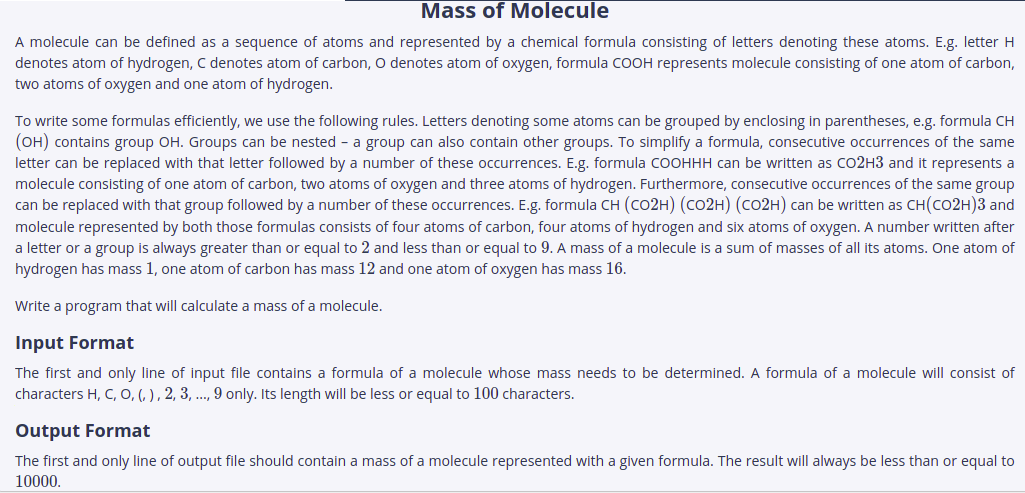 Mass of Molecule
A molecule can be defined as a sequence of atoms and represented by a chemical formula consisting of letters denoting these atoms. E.g. letter H
denotes atom of hydrogen, C denotes atom of carbon, O denotes atom of oxygen, formula COOH represents molecule consisting of one atom of carbon,
two atoms of oxygen and one atom of hydrogen.
To write some formulas efficiently, we use the following rules. Letters denoting some atoms can be grouped by enclosing in parentheses, e.g. formula CH
(OH) contains group OH. Groups can be nested – a group can also contain other groups. To simplify a formula, consecutive occurrences of the same
letter can be replaced with that letter followed by a number of these occurrences. E.g. formula COOHHH can be written as CO2H3 and it represents a
molecule consisting of one atom of carbon, two atoms of oxygen and three atoms of hydrogen. Furthermore, consecutive occurrences of the same group
can be replaced with that group followed by a number of these occurrences. E.g. formula CH (CO2H) (CO2H) (CO2H) can be written as CH(CO2H)3 and
molecule represented by both those formulas consists of four atoms of carbon, four atoms of hydrogen and six atoms of oxygen. A number written after
a letter or a group is always greater than or equal to 2 and less than or equal to 9. A mass of a molecule is a sum of masses of all its atoms. One atom of
hydrogen has mass 1, one atom of carbon has mass 12 and one atom of oxygen has mass 16.
Write a program that will calculate a mass of a molecule.
Input Format
The first and only line of input file contains a formula of a molecule whose mass needs to be determined. A formula of a molecule will consist of
characters H, C, O, (, ) , 2, 3, ..., 9 only. Its length will be less or equal to 100 characters.
Output Format
The first and only line of output file should contain a mass of a molecule represented with a given formula. The result will always be less than or equal to
10000.